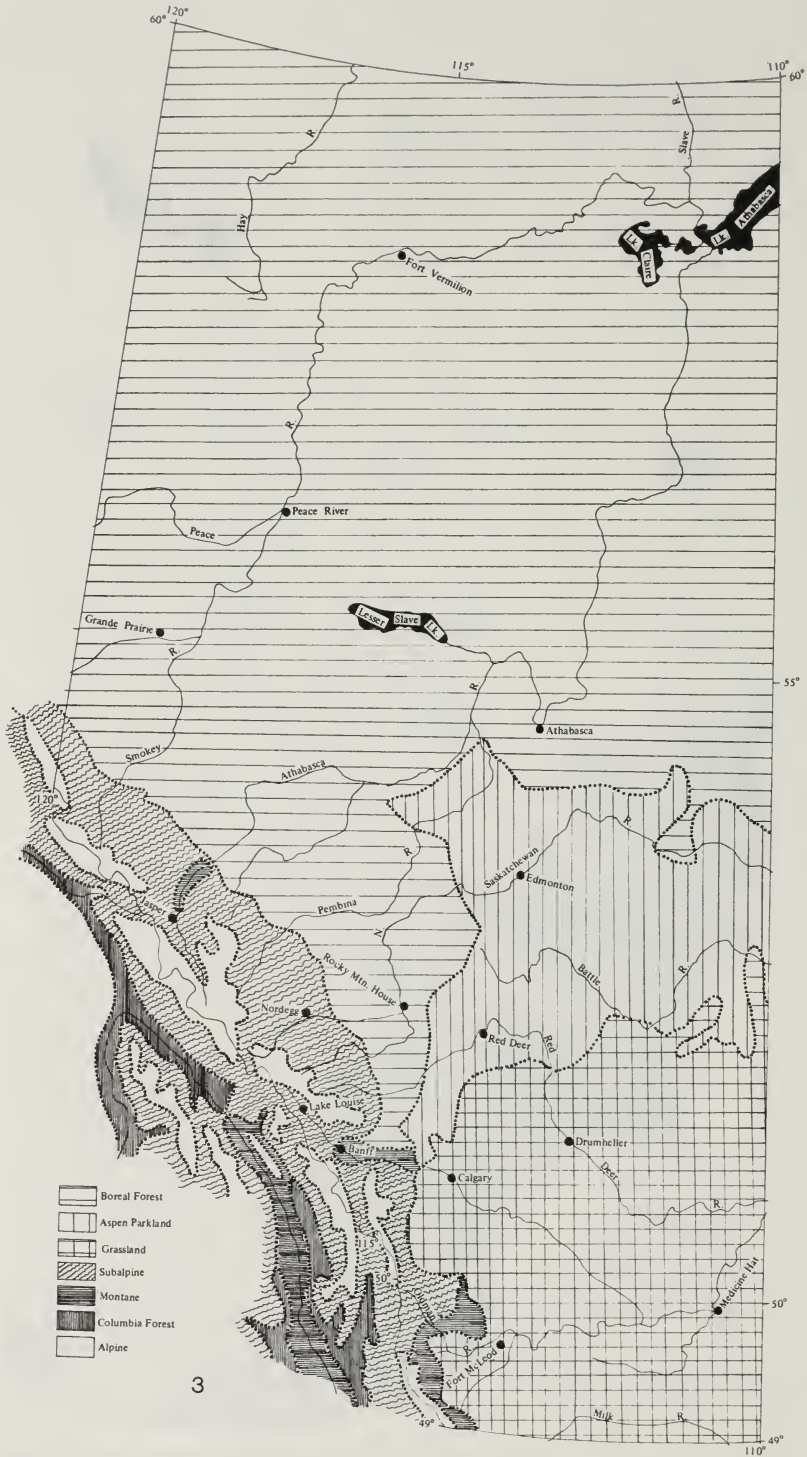 120°
60°
115°
110°
60°
R.
Slave
R.
Hay
Lk.
Athabasca
Lk.
Claire
Fort Vermilion
R.
Peace River
Peace
Lesser
Slave
Lk.
Grande Prairie
R.
R.
55°
Athabasca
Smokey
Athabasca
120°
R.
Saskatchewan
R.
Edmonton
Jasper
Pembina
N.
Battle
R.
Rocky Mtn. House
Nordegg
Red Deer
Red
Lake Louise
Drumheller
Banff
Calgary
Deer
R.
115°
50°
Medicine Hat
50°
R.
Fort McLeod
Milk
R.
49°
49°
110°
Boreal Forest
Aspen Parkland
Grassland
Subalpine
Montane
Columbia Forest
Alpine
3